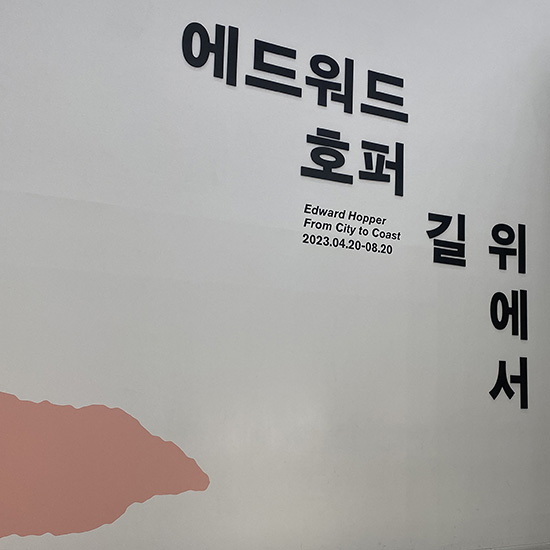 에드워드
호퍼
Edward Hopper
From City to Coast
2023.04.20-08.20
길 위
에
서